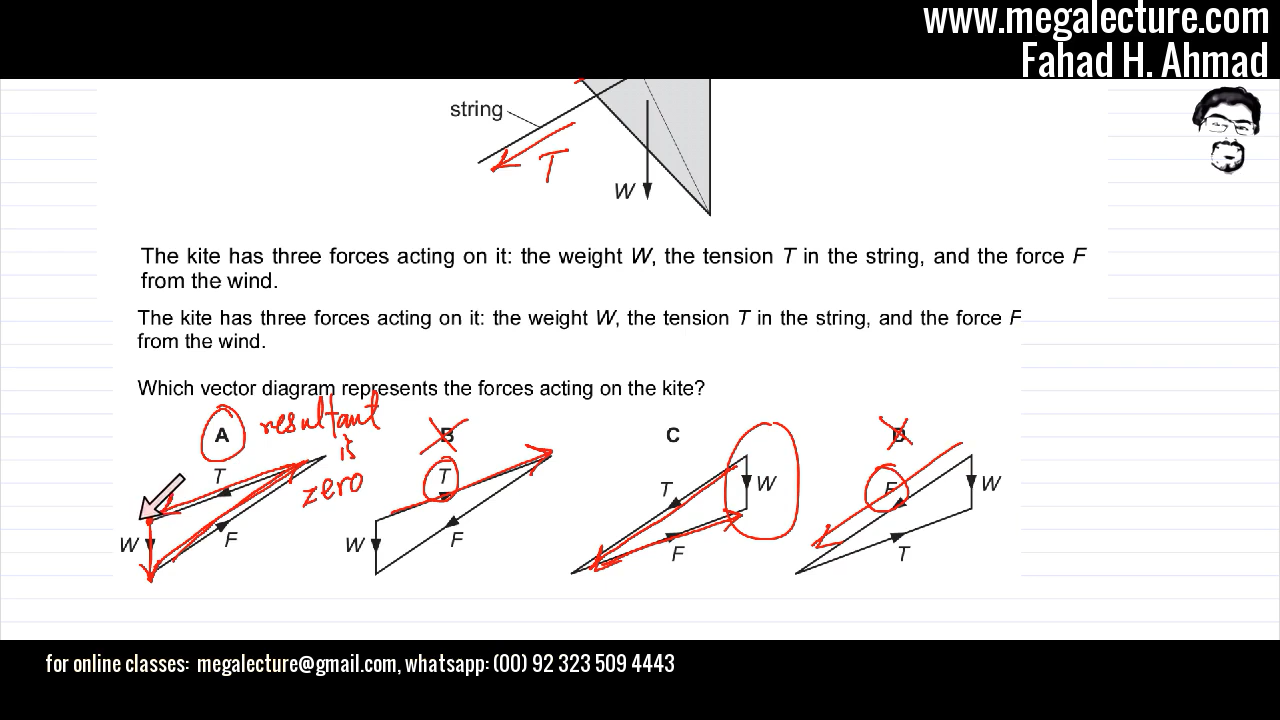 www.megalecture.com
Fahad H. Ahmad
string
T
W
The kite has three forces acting on it: the weight W, the tension T in the string, and the force F
from the wind.
The kite has three forces acting on it: the weight W, the tension T in the string, and the force F
from the wind.
Which vector diagram represents the forces acting on the kite?
A
resultant
is
zero
T
W
F
B
T
W
F
C
T
W
F
D
F
W
T
for online classes: megalecture@gmail.com, whatsapp: (00) 92 323 509 4443